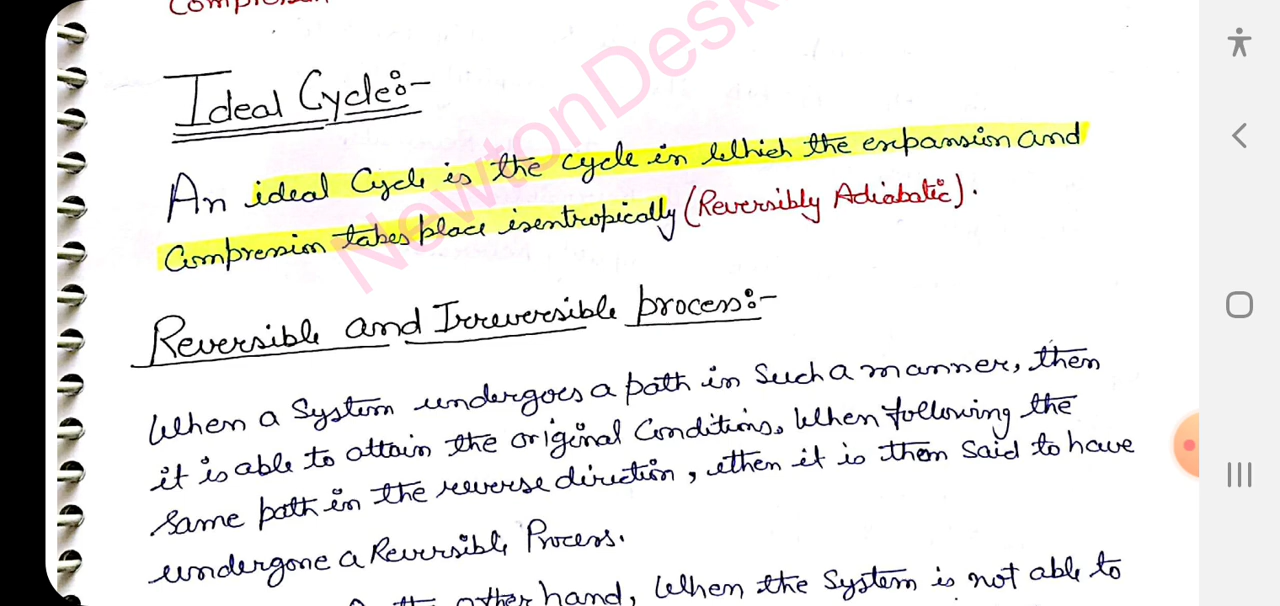 Ideal Cycle:-
An ideal Cycle is the cycle in which the expansion and
Compression takes place isentropically (Reversibly Adiabatic).
Reversible and Irreversible process:-
When a System undergoes a path in Such a manner, then
it is able to attain the original Conditions, When following the
Same path in the reverse direction, then it is then Said to have
undergone a Reversible Process.
other hand, When the System is not able to
NewtonDesk